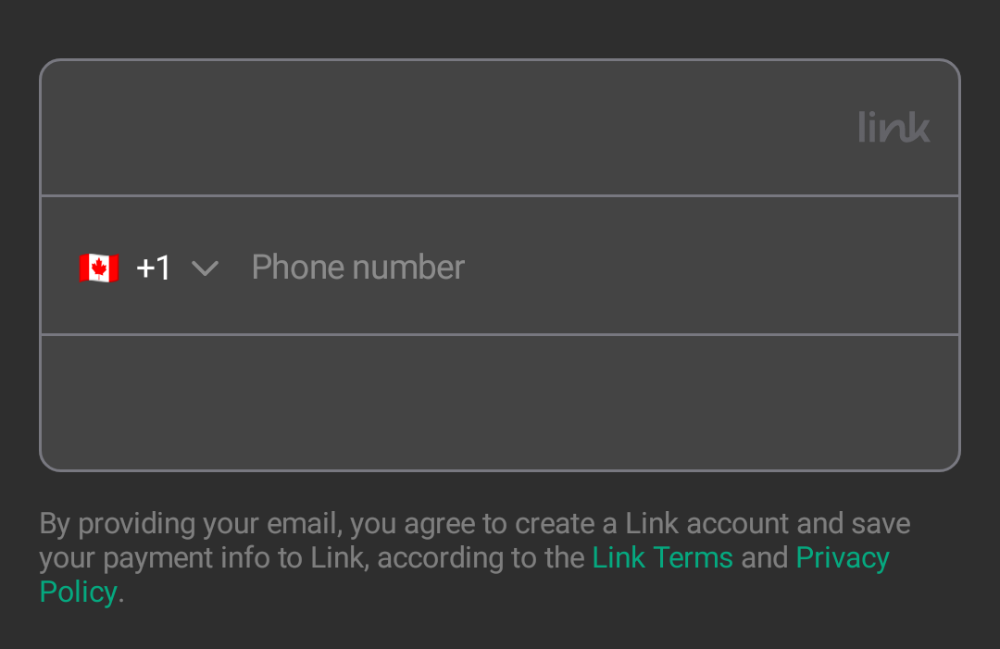 link
+1 Phone number
By providing your email, you agree to create a Link account and save
your payment info to Link, according to the Link Terms and Privacy
Policy.